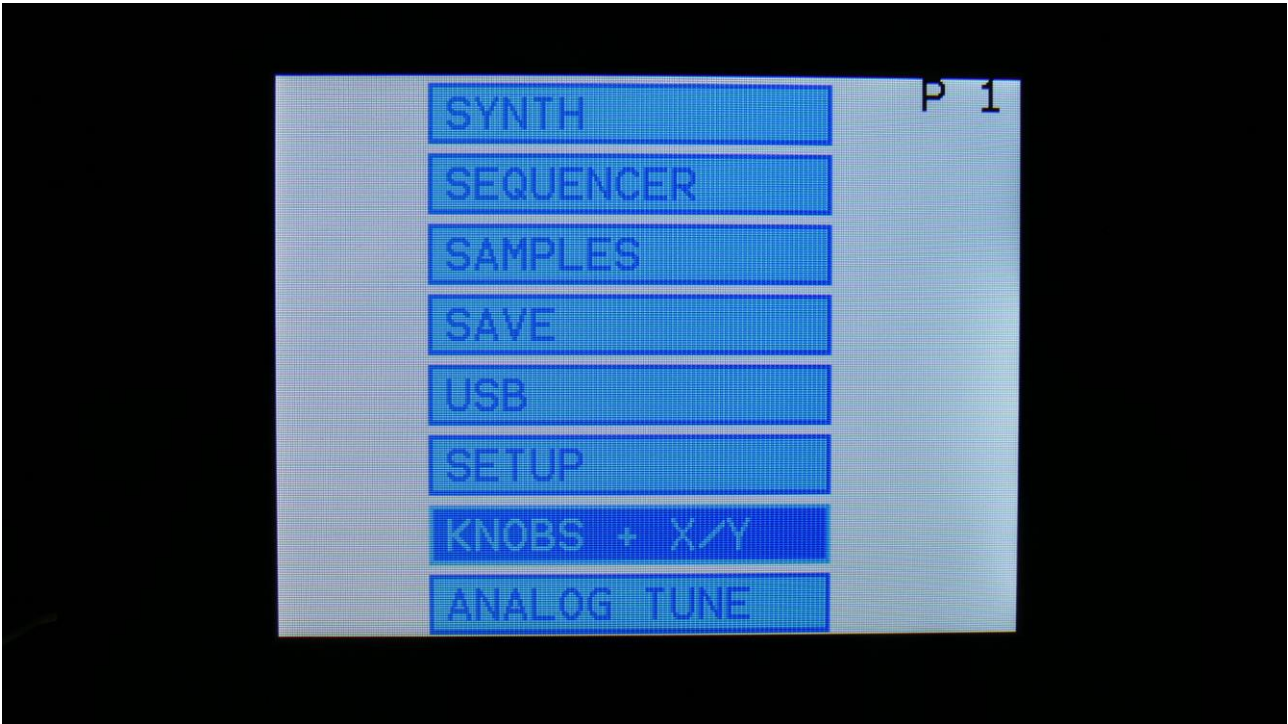 P 1
SYNTH
SEQUENCER
SAMPLES
SAVE
USB
SETUP
KNOBS + X/Y
ANALOG TUNE